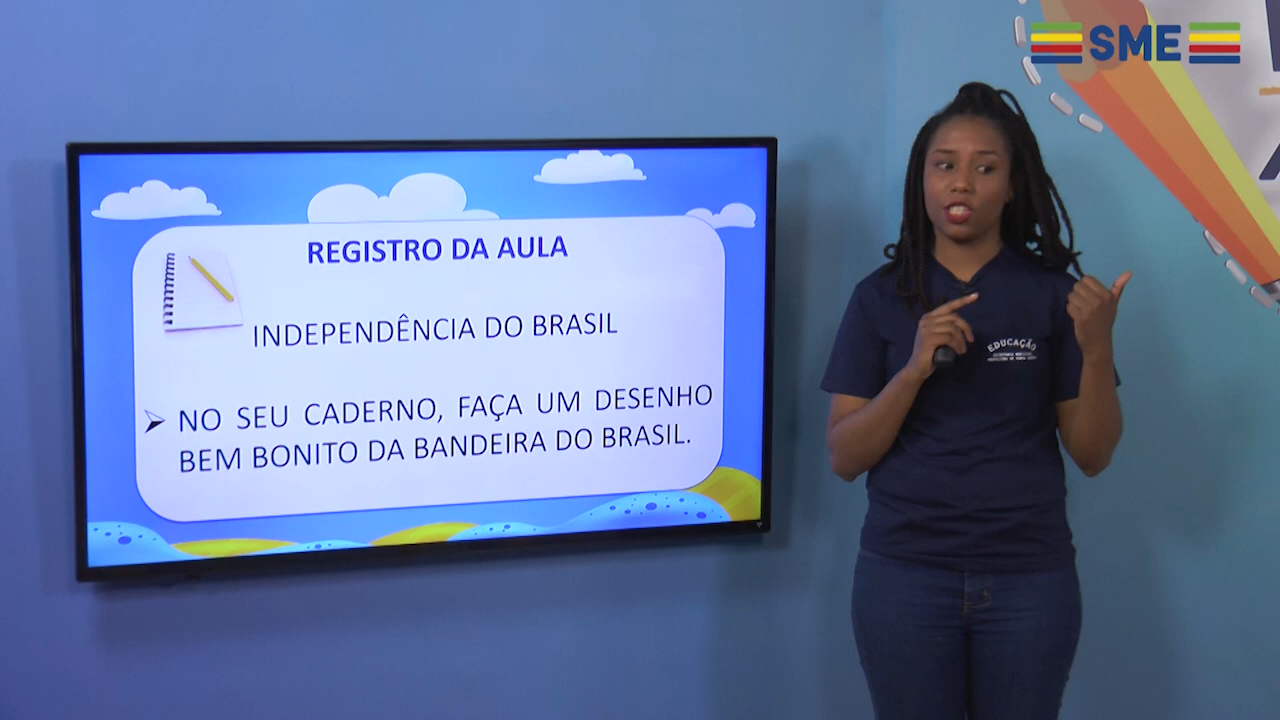 SME
REGISTRO DA AULA
INDEPENDÊNCIA DO BRASIL
NO SEU CADERNO, FAÇA UM DESENHO
BEM BONITO DA BANDEIRA DO BRASIL.
EDUCAÇÃO